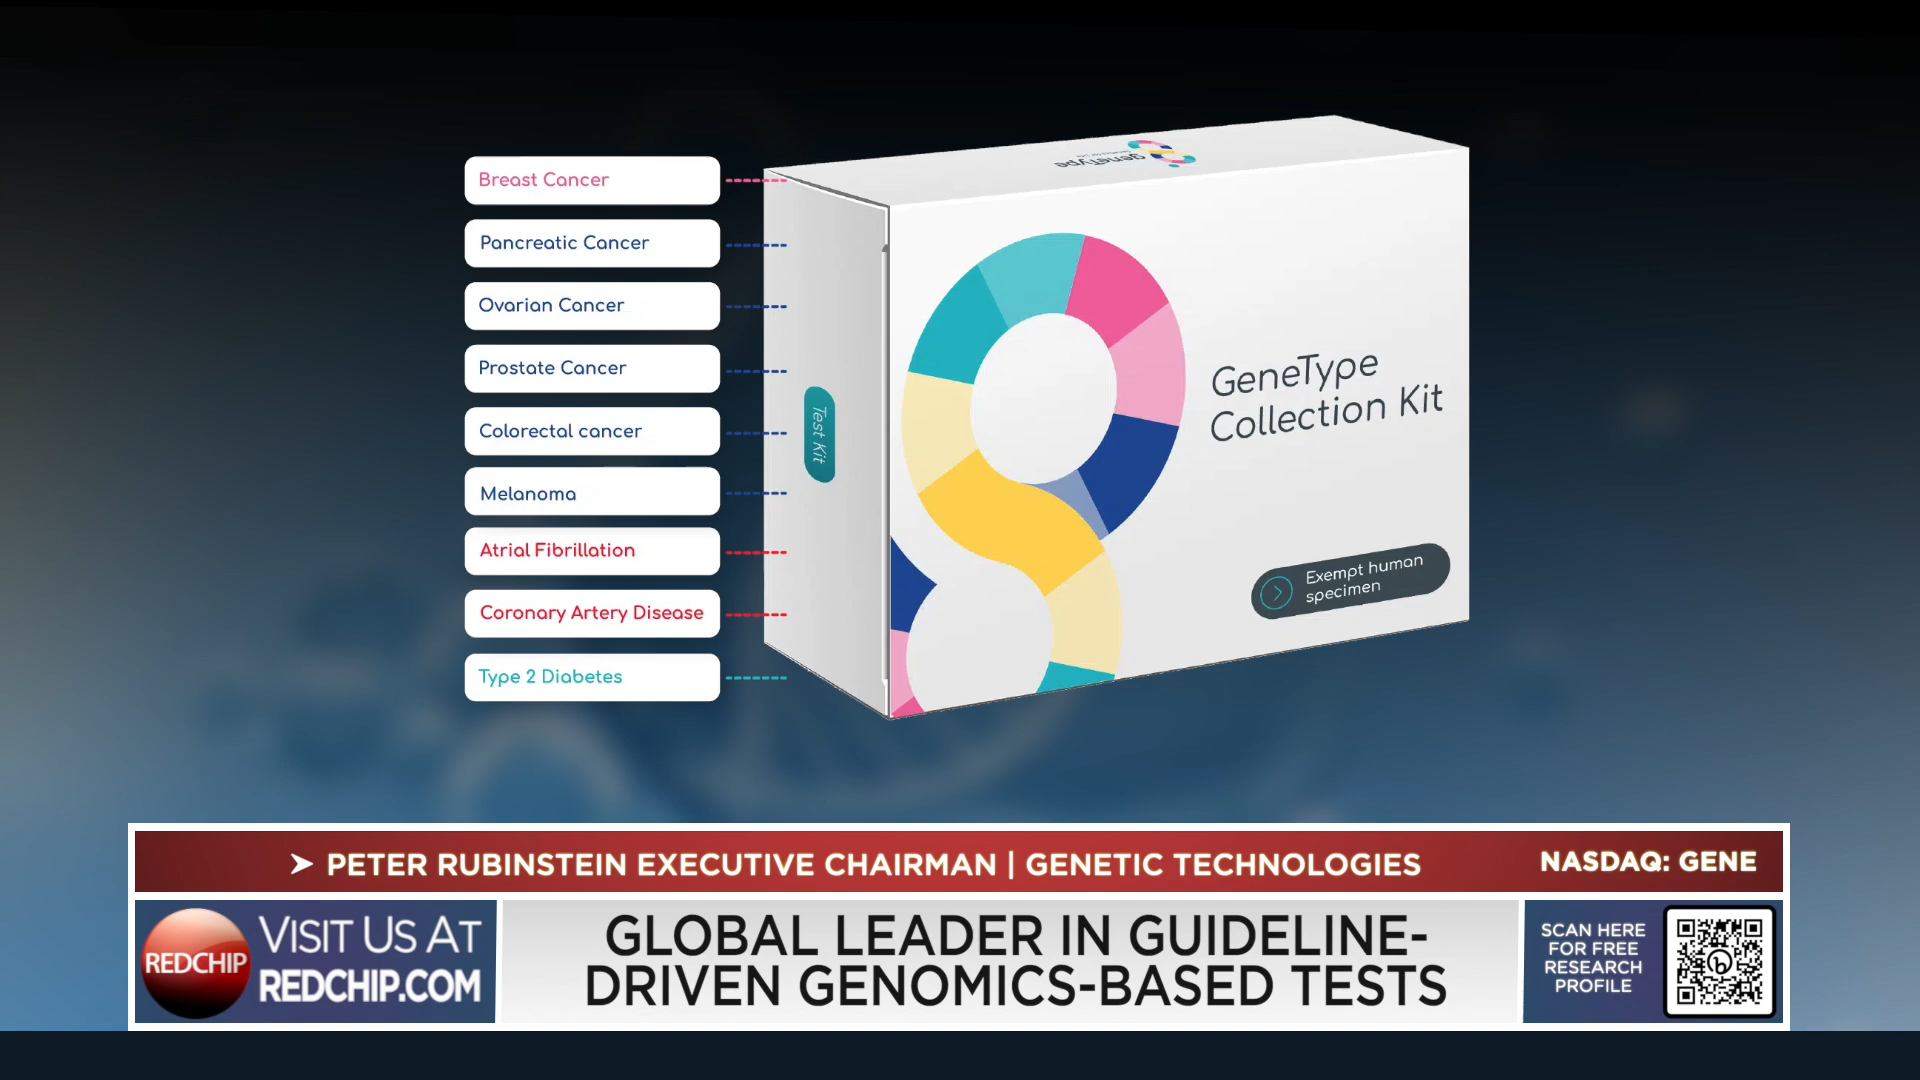 geneType
Breast Cancer
Pancreatic Cancer
Ovarian Cancer
Prostate Cancer
Colorectal cancer
Melanoma
Atrial Fibrillation
Coronary Artery Disease
Type 2 Diabetes
Test Kit
GeneType
Collection Kit
Exempt human
specimen
➤ PETER RUBINSTEIN EXECUTIVE CHAIRMAN | GENETIC TECHNOLOGIES
NASDAQ: GENE
REDCHIP
VISIT US AT
REDCHIP.COM
GLOBAL LEADER IN GUIDELINE-
DRIVEN GENOMICS-BASED TESTS
SCAN HERE
FOR FREE
RESEARCH
PROFILE